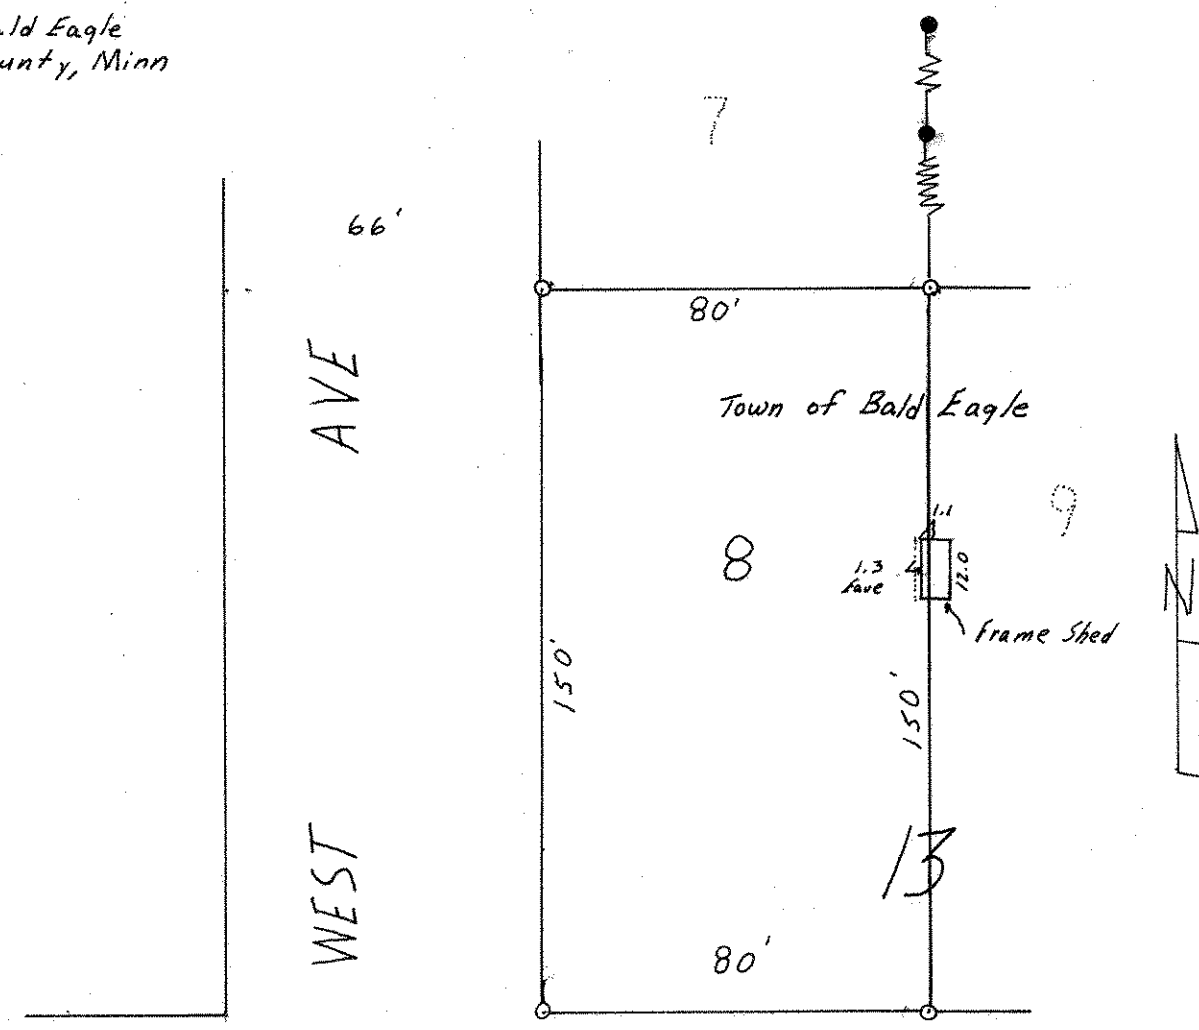 ald Eagle
unty, Minn
7
66'
80'
AVE
Town of Bald Eagle
9
1.1
8
1.3
Eave
12.0
N
Frame Shed
150'
150'
13
WEST
80'